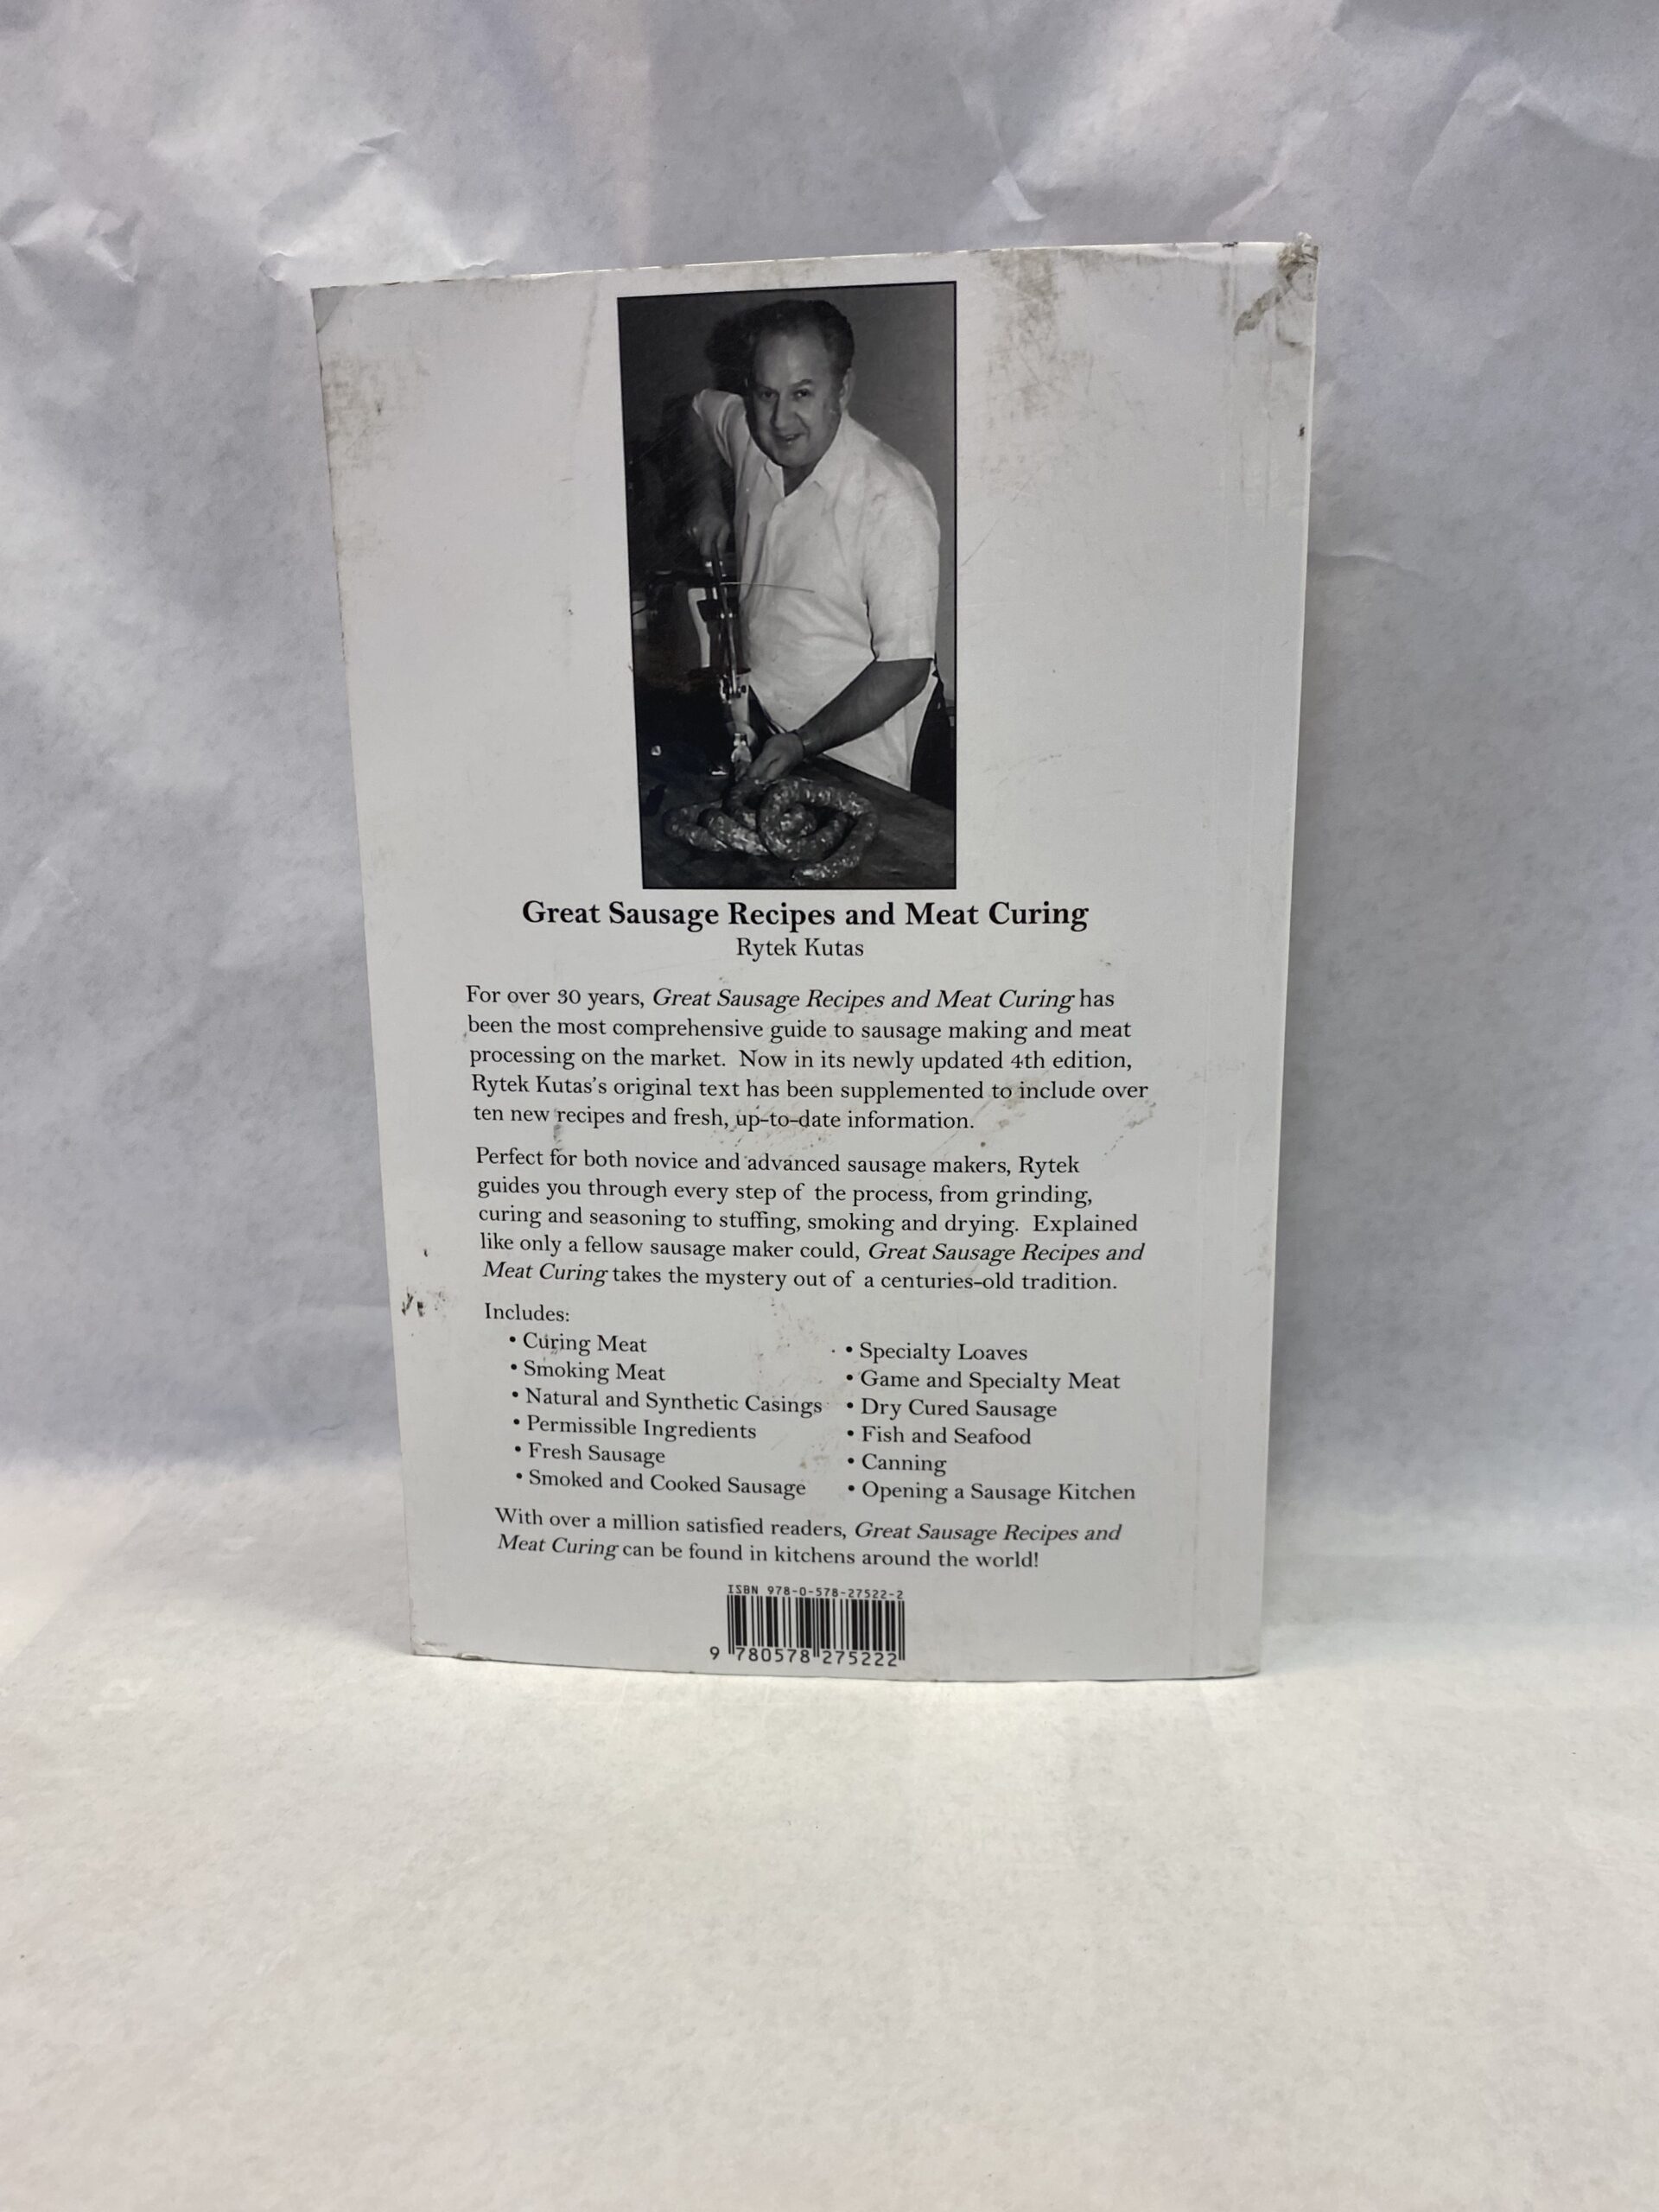 Great Sausage Recipes and Meat Curing
Rytek Kutas
For over 30 years, Great Sausage Recipes and Meat Curing has
been the most comprehensive guide to sausage making and meat
processing on the market. Now in its newly updated 4th edition,
Rytek Kutas's original text has been supplemented to include over
ten new recipes and fresh, up-to-date information.
Perfect for both novice and advanced sausage makers, Rytek
guides you through every step of the process, from grinding,
curing and seasoning to stuffing, smoking and drying. Explained
like only a fellow sausage maker could, Great Sausage Recipes and
Meat Curing takes the mystery out of a centuries-old tradition.
Includes:
• Curing Meat
• Smoking Meat
• Natural and Synthetic Casings
• Permissible Ingredients
• Fresh Sausage
• Smoked and Cooked Sausage
• Specialty Loaves
• Game and Specialty Meat
• Dry Cured Sausage
• Fish and Seafood
• Canning
• Opening a Sausage Kitchen
With over a million satisfied readers, Great Sausage Recipes and
Meat Curing can be found in kitchens around the world!
ISBN 978-0-578-27522-2
9 780578 275222